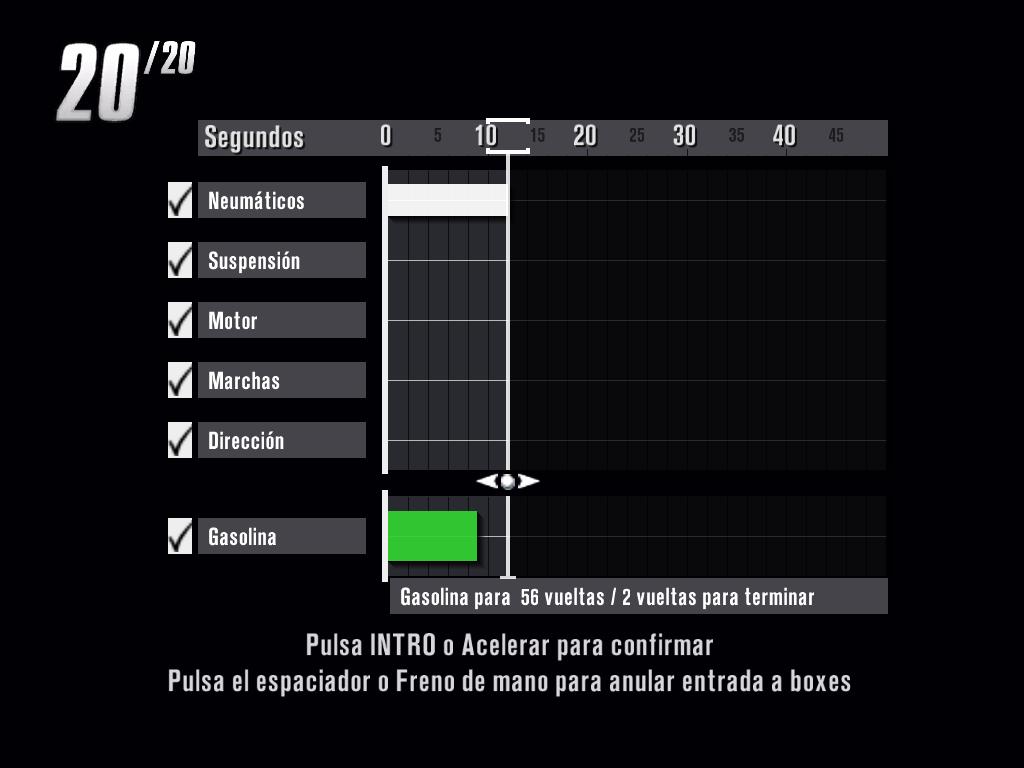 20/20
Segundos 0 5 10 15 20 25 30 35 40 45
Neumáticos
Suspensión
Motor
Marchas
Dirección
Gasolina
Gasolina para 56 vueltas / 2 vueltas para terminar
Pulsa INTRO o Acelerar para confirmar
Pulsa el espaciador o Freno de mano para anular entrada a boxes